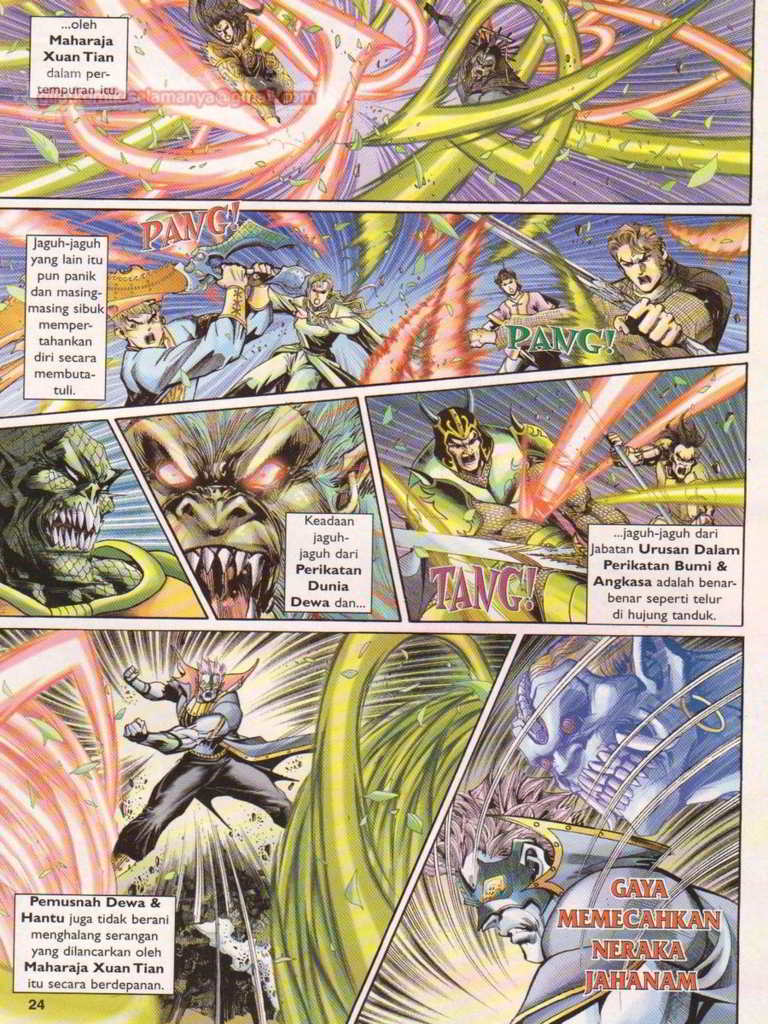 ...oleh
Maharaja
Xuan Tian
dalam per-
tempuran itu.
PANG!
Jaguh-jaguh
yang lain itu
pun panik
dan masing-
masing sibuk
memper-
tahankan
diri secara
membuta-
tuli.
PANG!
Keadaan
jaguh-
jaguh dari
Perikatan
Dunia
Dewa dan...
TANG!
...jaguh-jaguh dari
Jabatan Urusan Dalam
Perikatan Bumi &
Angkasa adalah benar-
benar seperti telur
di hujung tanduk.
Pemusnah Dewa &
Hantu juga tidak berani
menghalang serangan
yang dilancarkan oleh
Maharaja Xuan Tian
itu secara berdepanan.
GAYA
MEMECAHKAN
NERAKA
JAHANAM
24